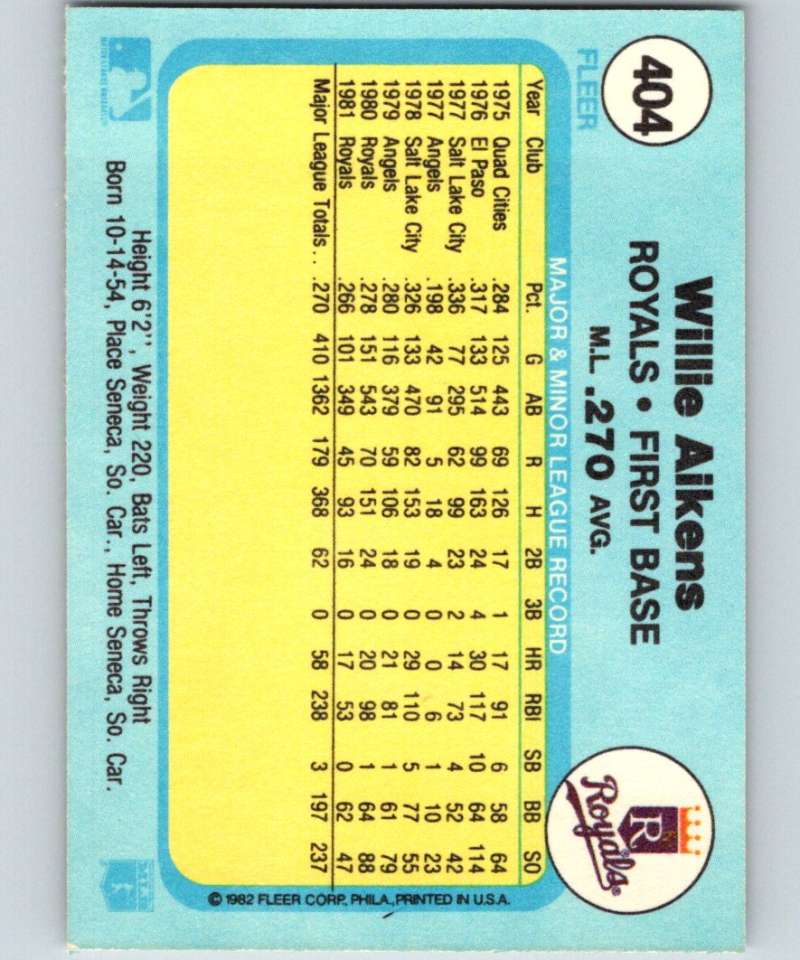 404
FLEER
Willie Aikens
ROYALS • FIRST BASE
M.L. .270 AVG.
R
Royals
MAJOR & MINOR LEAGUE RECORD
Year Club Pct. G AB R H 2B 3B HR RBI SB BB SO
1975 Quad Cities .284 125 443 69 126 17 1 17 91 6 58 64
1976 El Paso .317 133 514 99 163 24 4 30 117 10 64 114
1977 Salt Lake City .336 77 295 62 99 23 2 14 73 4 52 42
1977 Angels .198 42 91 5 18 4 0 0 6 1 10 23
1978 Salt Lake City .326 133 470 82 153 19 0 29 110 5 77 55
1979 Angels .280 116 379 59 106 18 0 21 81 1 61 79
1980 Royals .278 151 543 70 151 24 0 20 98 1 64 88
1981 Royals .266 101 349 45 93 16 0 17 53 0 62 47
Major League Totals . . .270 410 1362 179 368 62 0 58 238 3 197 237
Height 6'2", Weight 220, Bats Left, Throws Right
Born 10-14-54, Place Seneca, So. Car., Home Seneca, So. Car.
© 1982 FLEER CORP., PHILA., PRINTED IN U.S.A.